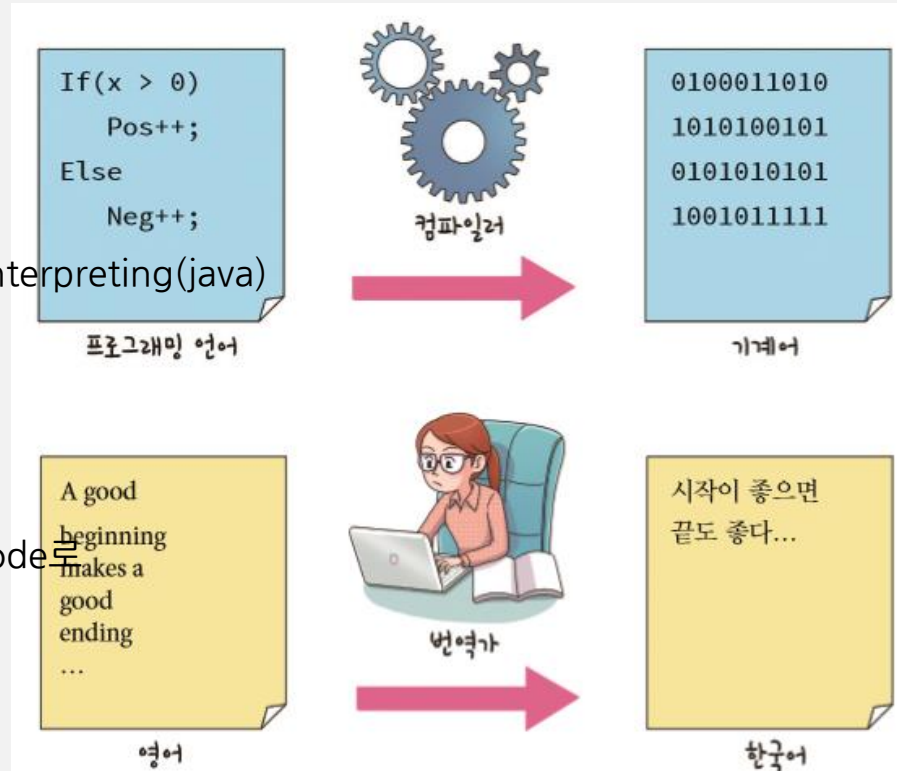 If(x > 0)
Pos++;
Else
Neg++;
프로그래밍 언어
컴파일러
0100011010
1010100101
0101010101
1001011111
기계어
nterpreting(java)
A good
beginning
makes a
good
ending
…
영어
번역가
시작이 좋으면
끝도 좋다…
한국어
ode로